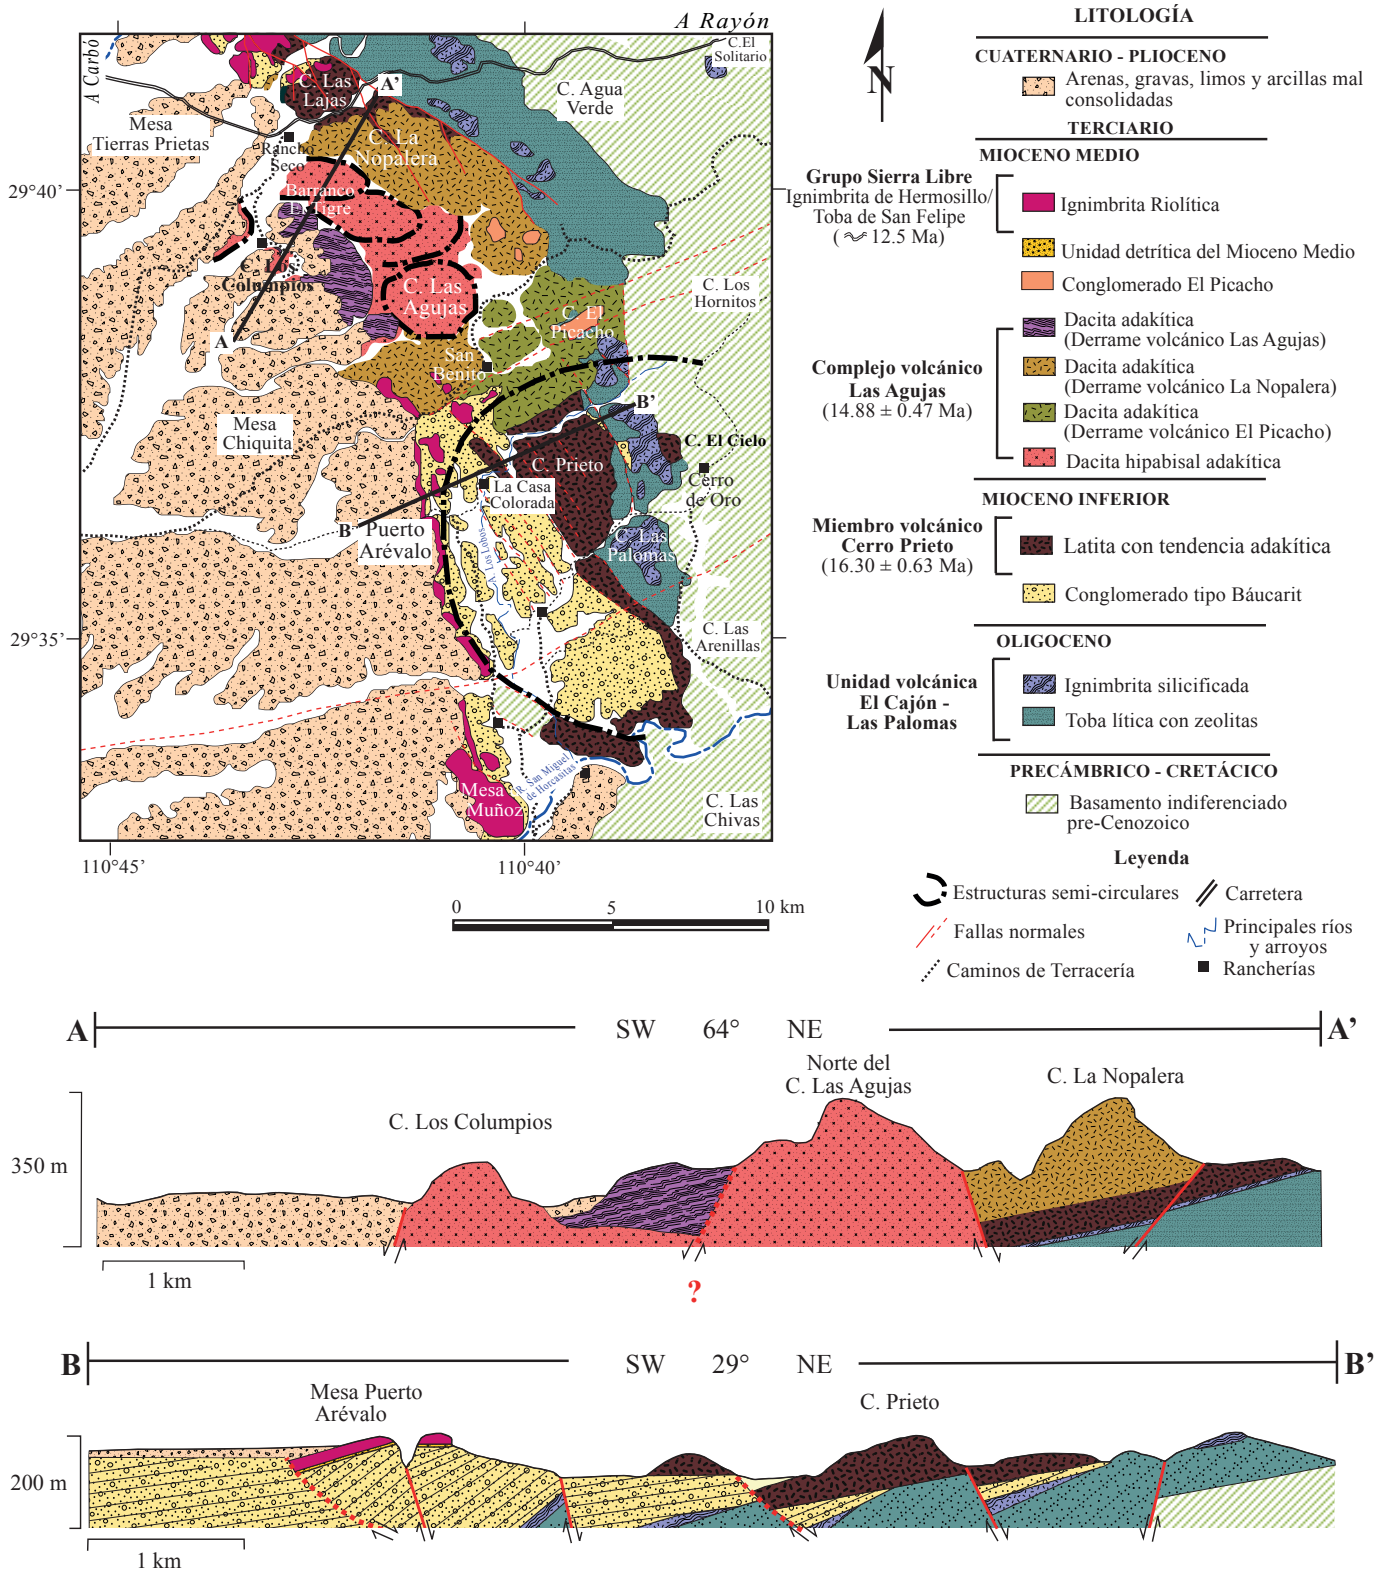 A Rayón
A Carbó
C.El
Solitario
C. Las
Lajas
A'
C. Agua
Verde
Mesa
Tierras Prietas
C. La
Nopalera
Rancho
Seco
29°40'
Barranco
El Tigre
C. Los
Columpios
C. Las
Agujas
C. Los
Hornitos
C. El
Picacho
A
San
Benito
B'
Mesa
Chiquita
C. El Cielo
C. Prieto
Cerro
de Oro
La Casa
Colorada
B
Puerto
Arévalo
A. Los Lobos
C. Las
Palomas
29°35'
C. Las
Arenillas
R. San Miguel
de Horcasitas
Mesa
Muñoz
C. Las
Chivas
110°45'
110°40'
0 5 10 km
N
LITOLOGÍA
CUATERNARIO - PLIOCENO
Arenas, gravas, limos y arcillas mal
consolidadas
TERCIARIO
MIOCENO MEDIO
Grupo Sierra Libre
Ignimbrita de Hermosillo/
Toba de San Felipe
( ~ 12.5 Ma)
Ignimbrita Riolítica
Unidad detrítica del Mioceno Medio
Conglomerado El Picacho
Complejo volcánico
Las Agujas
(14.88 ± 0.47 Ma)
Dacita adakítica
(Derrame volcánico Las Agujas)
Dacita adakítica
(Derrame volcánico La Nopalera)
Dacita adakítica
(Derrame volcánico El Picacho)
Dacita hipabisal adakítica
MIOCENO INFERIOR
Miembro volcánico
Cerro Prieto
(16.30 ± 0.63 Ma)
Latita con tendencia adakítica
Conglomerado tipo Báucarit
OLIGOCENO
Unidad volcánica
El Cajón -
Las Palomas
Ignimbrita silicificada
Toba lítica con zeolitas
PRECÁMBRICO - CRETÁCICO
Basamento indiferenciado
pre-Cenozoico
Leyenda
Estructuras semi-circulares
Carretera
Fallas normales
Principales ríos
y arroyos
Caminos de Terracería
Rancherías
A SW 64° NE A'
Norte del
C. Las Agujas
C. La Nopalera
C. Los Columpios
350 m
1 km
?
B SW 29° NE B'
Mesa Puerto
Arévalo
C. Prieto
200 m
1 km